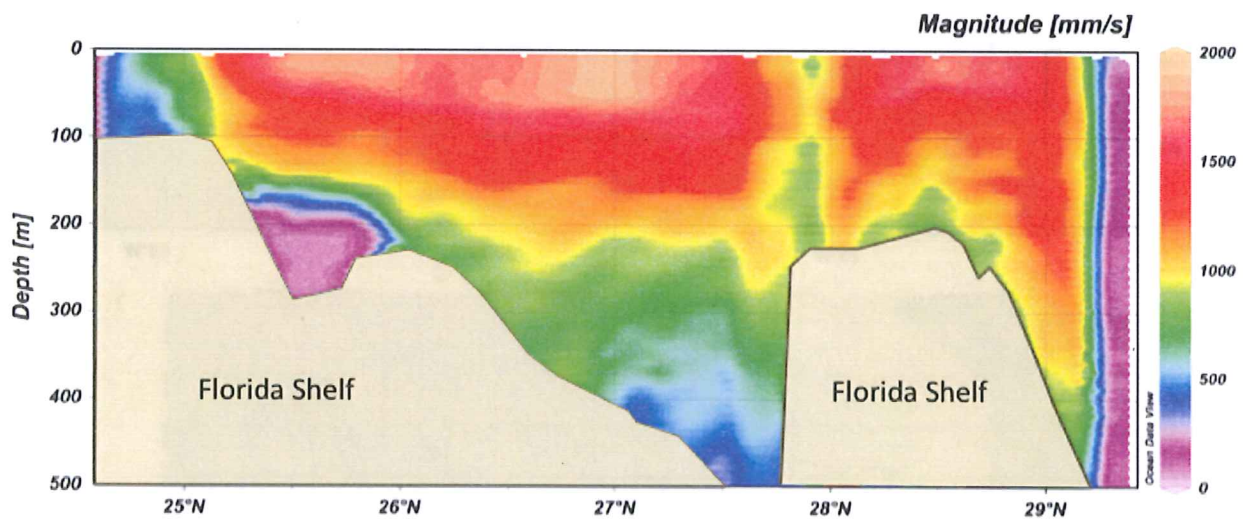 Magnitude [mm/s]
0
100
200
300
400
500
Depth [m]
Florida Shelf
Florida Shelf
25°N
26°N
27°N
28°N
29°N
2000
1500
1000
500
0
Ocean Data View